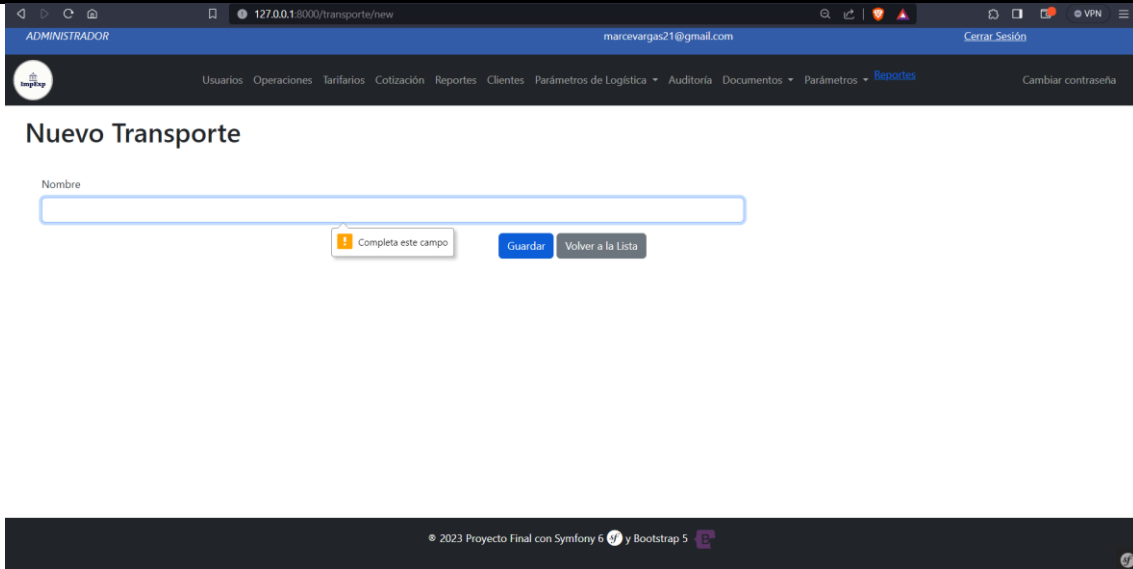 127.0.0.1:8000/transporte/new
VPN
ADMINISTRADOR marcevargas21@gmail.com Cerrar Sesión
ImpExp Usuarios Operaciones Tarifarios Cotización Reportes Clientes Parámetros de Logística Auditoría Documentos Parámetros Reportes Cambiar contraseña
Nuevo Transporte
Nombre
! Completa este campo Guardar Volver a la Lista
© 2023 Proyecto Final con Symfony 6 sf y Bootstrap 5 B
sf